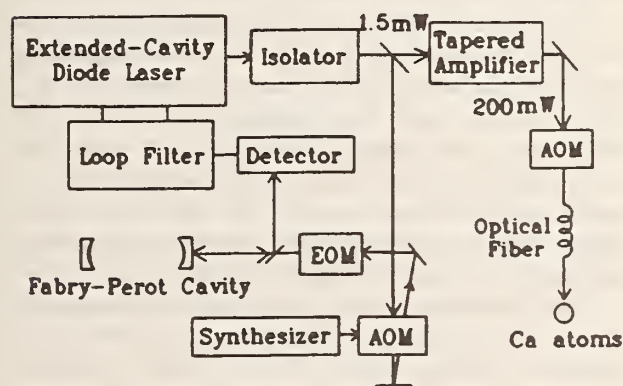 Extended-Cavity
Diode Laser
Isolator
1.5mW
Tapered
Amplifier
200mW
Loop Filter
Detector
AOM
Optical
Fiber
EOM
Fabry-Perot Cavity
Synthesizer
AOM
Ca atoms